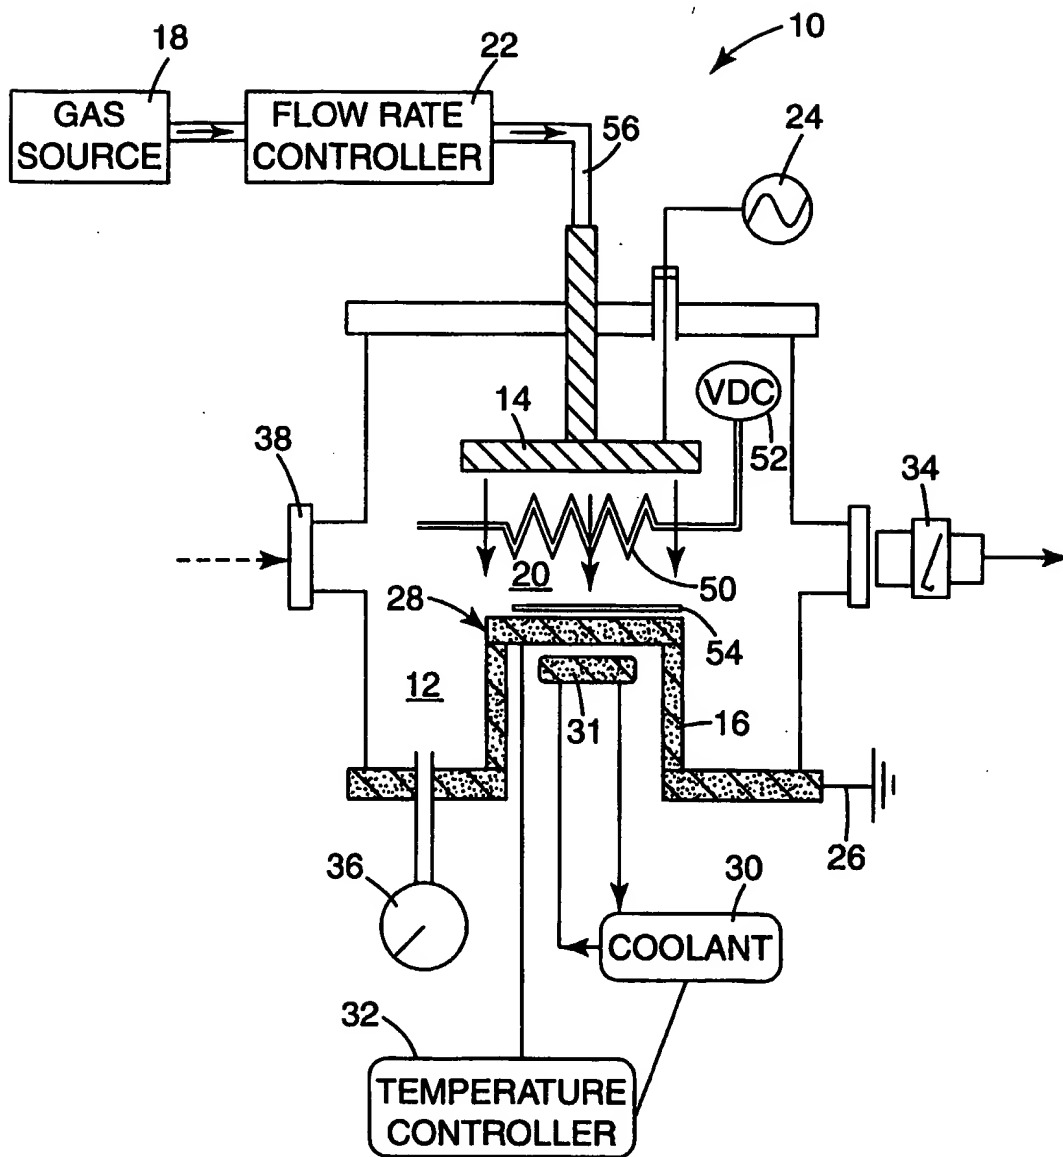 10
18
22
GAS
SOURCE
FLOW RATE
CONTROLLER
56
24
14
VDC
52
38
34
20
50
28
54
12
31
16
26
36
30
COOLANT
32
TEMPERATURE
CONTROLLER